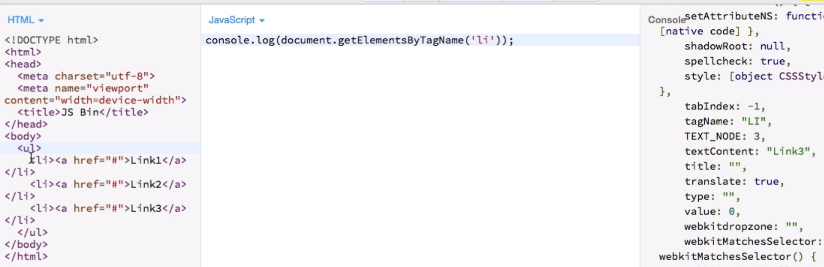 HTML
<!DOCTYPE html>
<html>
<head>
<meta charset="utf-8">
<meta name="viewport"
content="width=device-width">
<title>JS Bin</title>
</head>
<body>
<ul>
<li><a href="#">Link1</a>
</li>
<li><a href="#">Link2</a>
</li>
<li><a href="#">Link3</a>
</li>
</ul>
</body>
</html>
JavaScript
console.log(document.getElementsByTagName('li'));
Console
setAttributeNS: functi
[native code] },
shadowRoot: null,
spellcheck: true,
style: [object CSSStyl
},
tabIndex: -1,
tagName: "LI",
TEXT_NODE: 3,
textContent: "Link3",
title: "",
translate: true,
type: "",
value: 0,
webkitdropzone: "",
webkitMatchesSelector:
webkitMatchesSelector() {